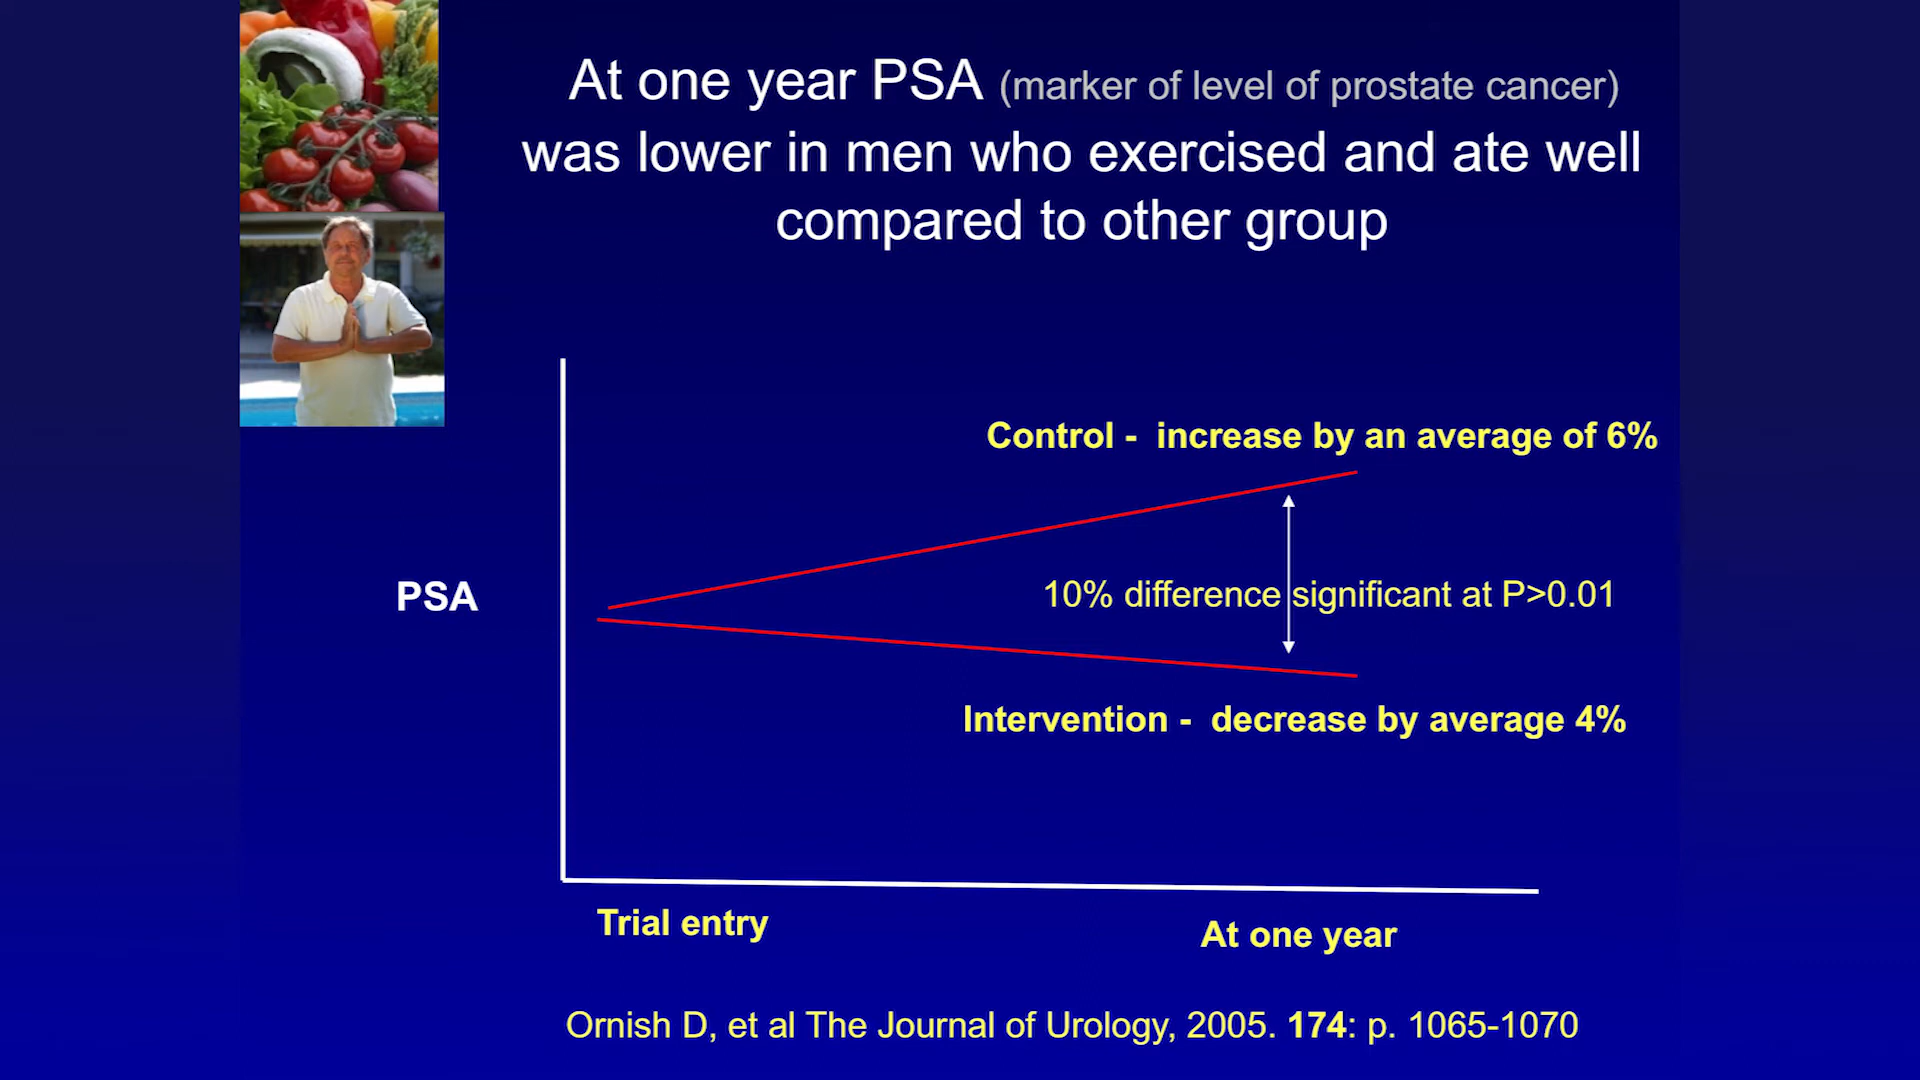 At one year PSA (marker of level of prostate cancer)
was lower in men who exercised and ate well
compared to other group
Control - increase by an average of 6%
PSA
10% difference significant at P>0.01
Intervention - decrease by average 4%
Trial entry
At one year
Ornish D, et al The Journal of Urology, 2005. 174: p. 1065-1070